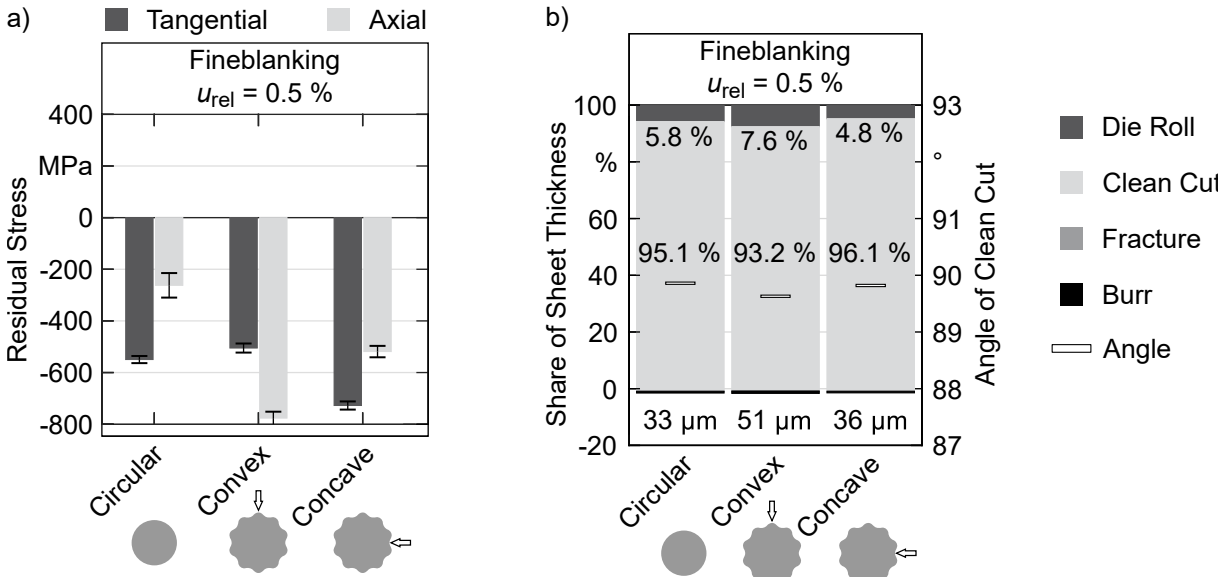 a)
Tangential
Axial
Fineblanking
u_rel = 0.5 %
400
MPa
0
-200
-400
-600
-800
Residual Stress
Circular
Convex
Concave
b)
Fineblanking
u_rel = 0.5 %
100
%
60
40
20
0
-20
Share of Sheet Thickness
5.8 %
7.6 %
4.8 %
95.1 %
93.2 %
96.1 %
33 µm
51 µm
36 µm
93
°
91
90
89
88
87
Angle of Clean Cut
Circular
Convex
Concave
Die Roll
Clean Cut
Fracture
Burr
Angle